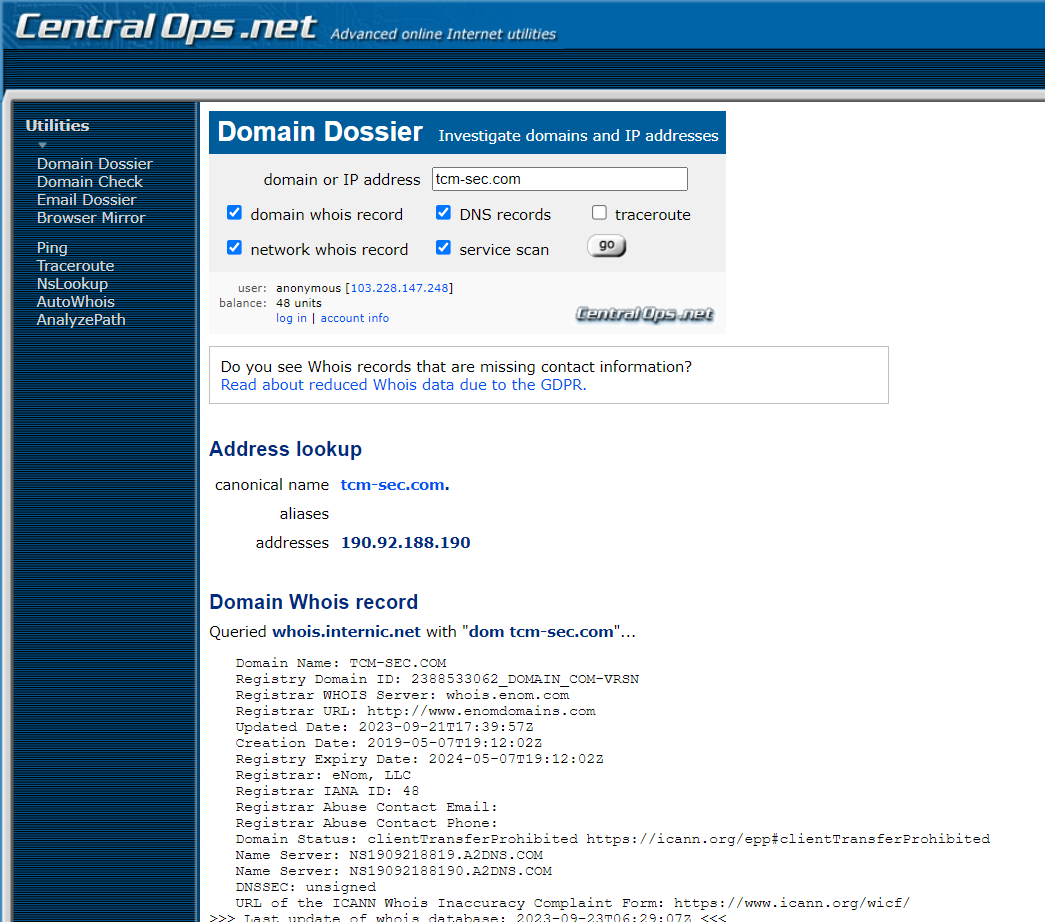 CentralOps.net Advanced online Internet utilities
Utilities
Domain Dossier
Domain Check
Email Dossier
Browser Mirror
Ping
Traceroute
NsLookup
AutoWhois
AnalyzePath
Domain Dossier Investigate domains and IP addresses
domain or IP address tcm-sec.com
domain whois record DNS records traceroute
network whois record service scan go
user: anonymous [103.228.147.248]
balance: 48 units
log in | account info
CentralOps.net
Do you see Whois records that are missing contact information?
Read about reduced Whois data due to the GDPR.
Address lookup
canonical name tcm-sec.com.
aliases
addresses 190.92.188.190
Domain Whois record
Queried whois.internic.net with "dom tcm-sec.com"...
Domain Name: TCM-SEC.COM
Registry Domain ID: 2388533062_DOMAIN_COM-VRSN
Registrar WHOIS Server: whois.enom.com
Registrar URL: http://www.enomdomains.com
Updated Date: 2023-09-21T17:39:57Z
Creation Date: 2019-05-07T19:12:02Z
Registry Expiry Date: 2024-05-07T19:12:02Z
Registrar: eNom, LLC
Registrar IANA ID: 48
Registrar Abuse Contact Email:
Registrar Abuse Contact Phone:
Domain Status: clientTransferProhibited https://icann.org/epp#clientTransferProhibited
Name Server: NS1909218819.A2DNS.COM
Name Server: NS19092188190.A2DNS.COM
DNSSEC: unsigned
URL of the ICANN Whois Inaccuracy Complaint Form: https://www.icann.org/wicf/
>>> Last update of whois database: 2023-09-23T06:29:07Z <<<